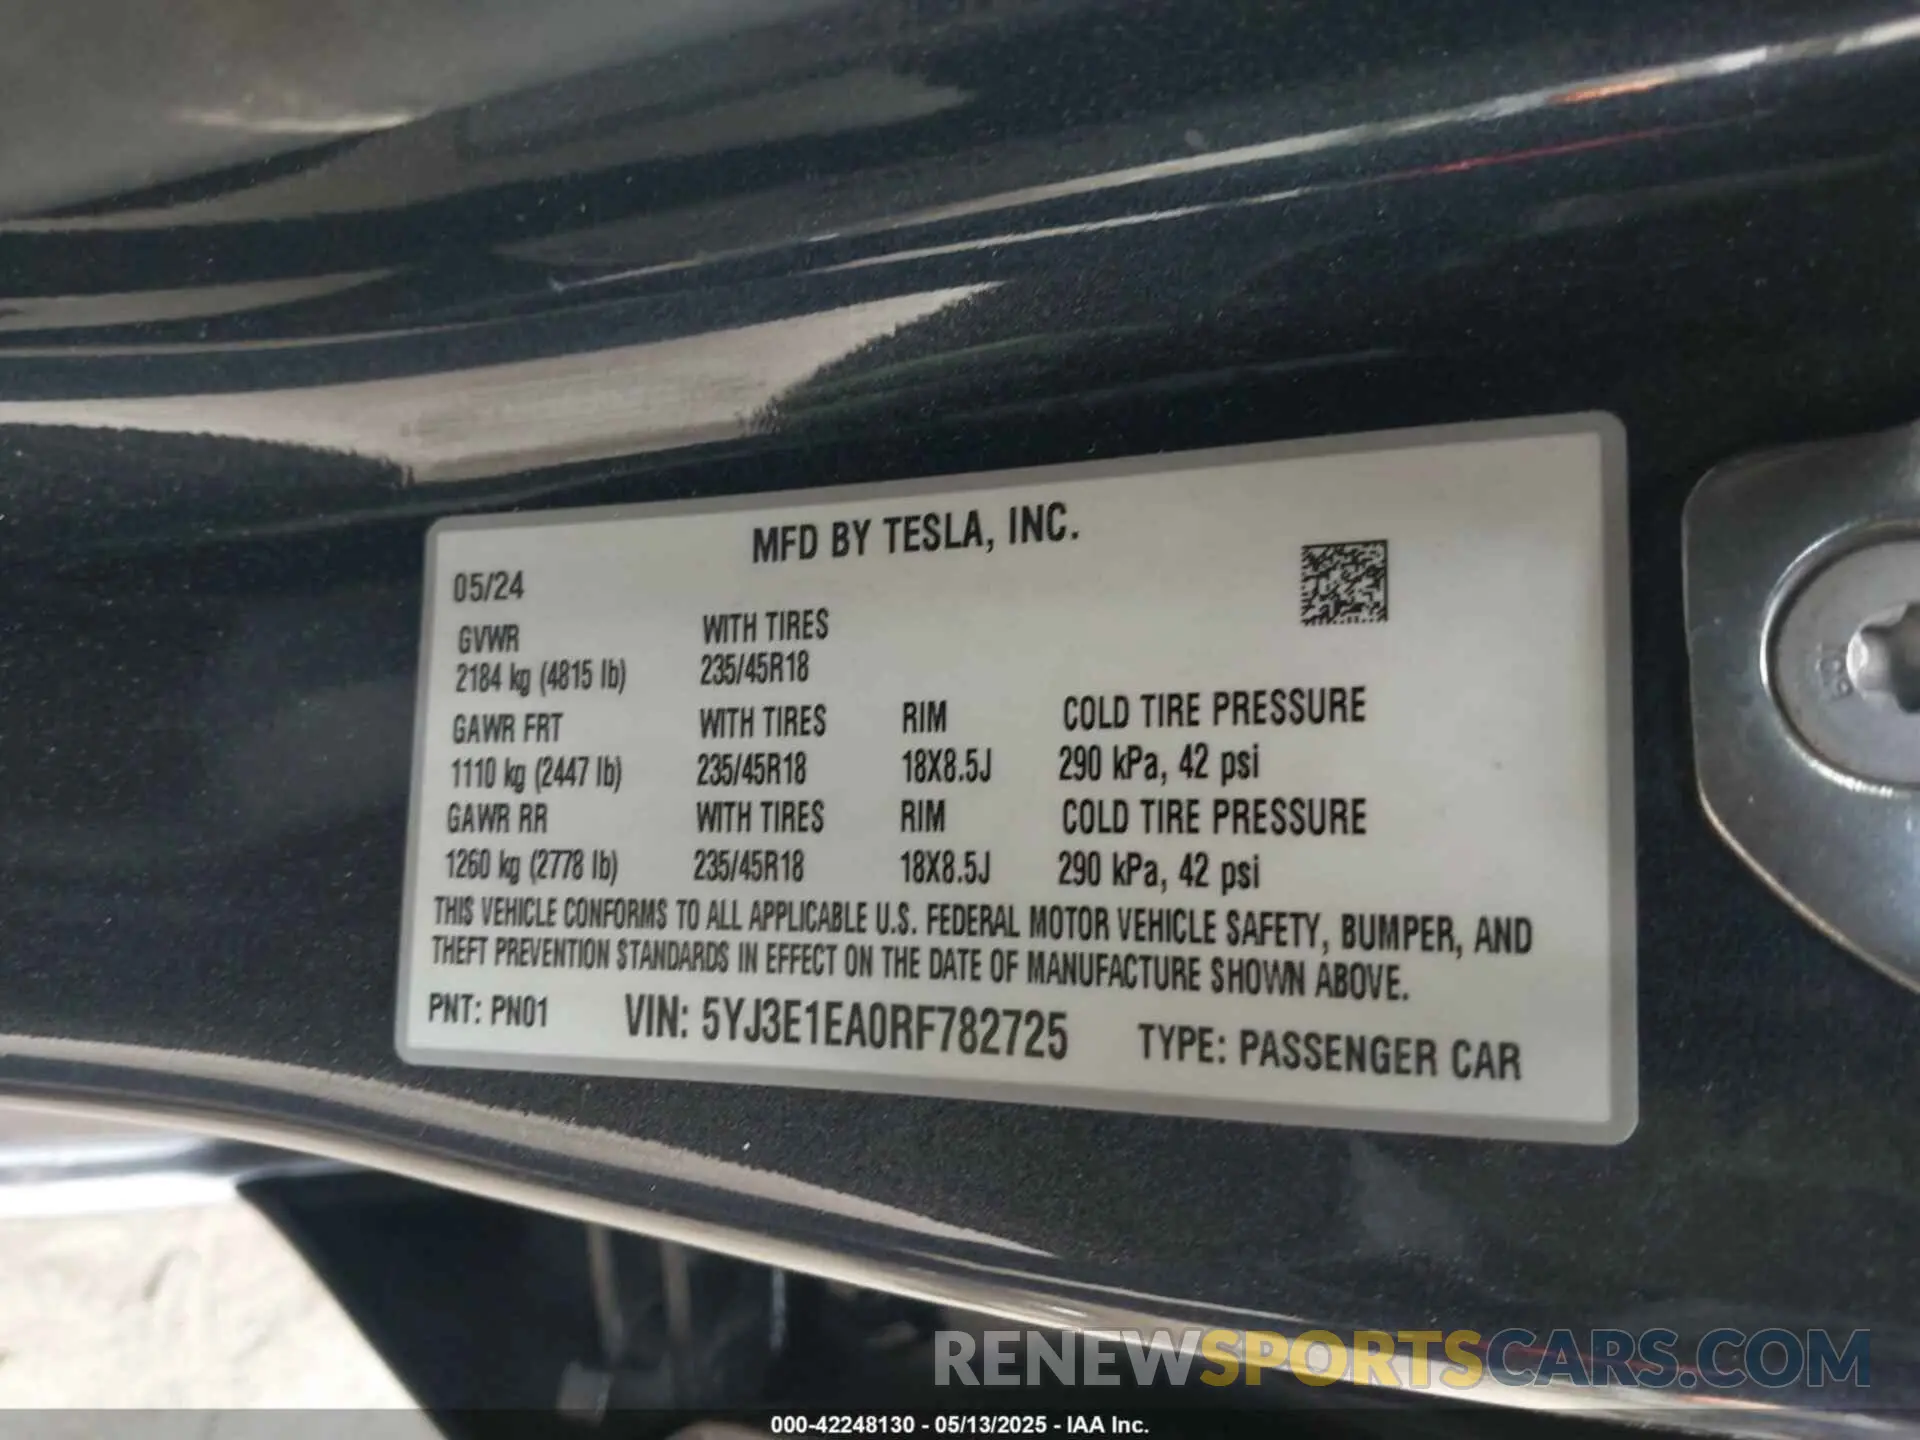 MFD BY TESLA, INC.
05/24
GVWR WITH TIRES
2184 kg (4815 lb) 235/45R18
GAWR FRT WITH TIRES RIM COLD TIRE PRESSURE
1110 kg (2447 lb) 235/45R18 18X8.5J 290 kPa, 42 psi
GAWR RR WITH TIRES RIM COLD TIRE PRESSURE
1260 kg (2778 lb) 235/45R18 18X8.5J 290 kPa, 42 psi
THIS VEHICLE CONFORMS TO ALL APPLICABLE U.S. FEDERAL MOTOR VEHICLE SAFETY, BUMPER, AND
THEFT PREVENTION STANDARDS IN EFFECT ON THE DATE OF MANUFACTURE SHOWN ABOVE.
PNT: PN01 VIN: 5YJ3E1EA0RF782725 TYPE: PASSENGER CAR
RENEWSPORTSCARS.COM
000-42248130 - 05/13/2025 - IAA Inc.